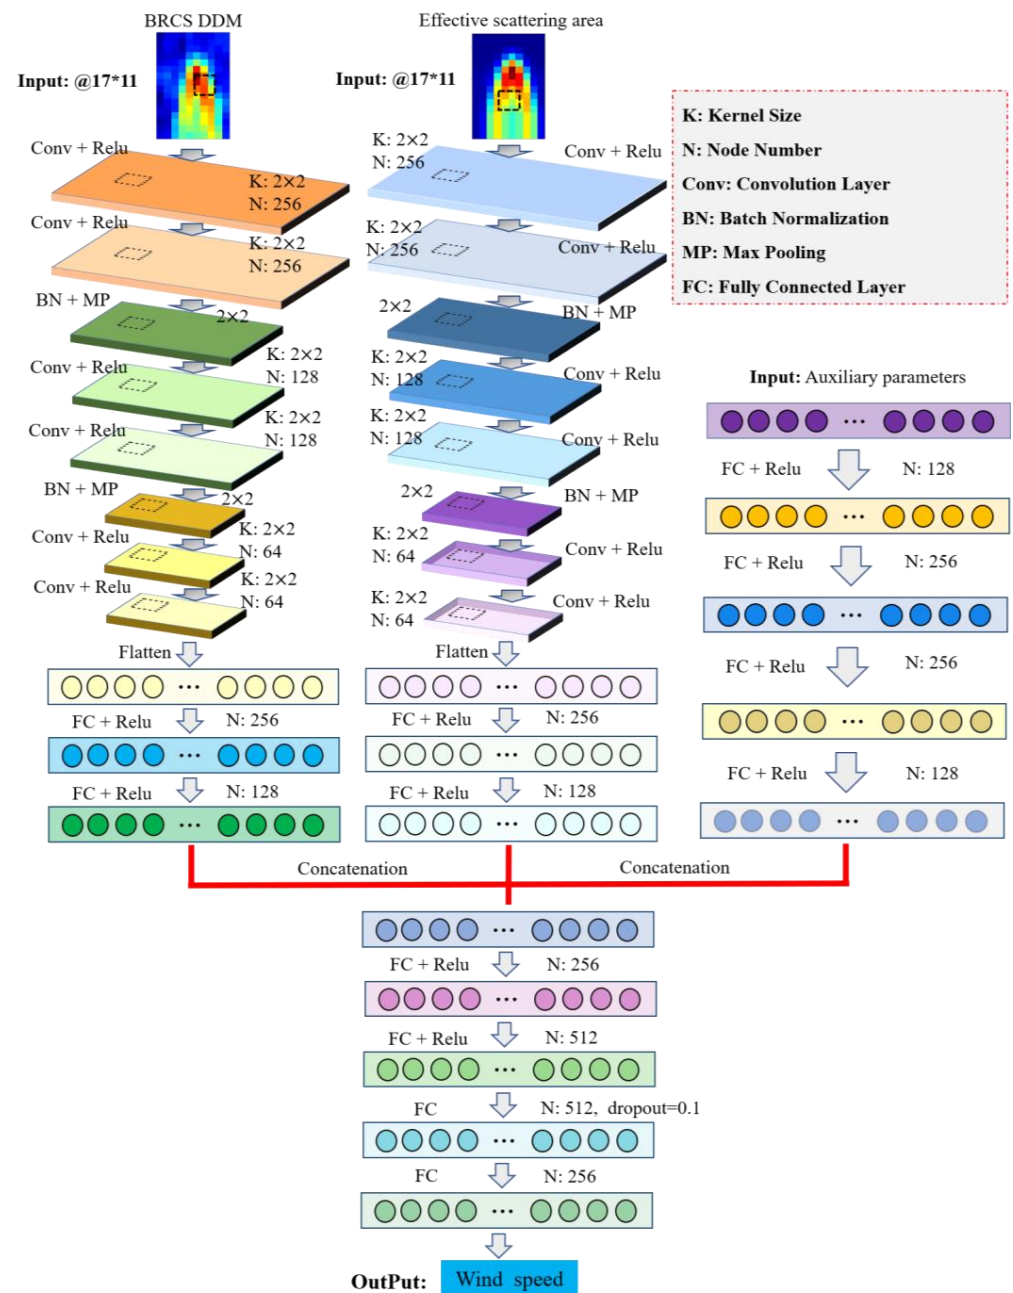 BRCS DDM
Effective scattering area
Input: @17*11
Input: @17*11
K: Kernel Size
N: Node Number
Conv: Convolution Layer
BN: Batch Normalization
MP: Max Pooling
FC: Fully Connected Layer
Conv + Relu
K: 2×2
N: 256
Conv + Relu
K: 2×2
N: 256
BN + MP
2×2
Conv + Relu
K: 2×2
N: 128
Conv + Relu
K: 2×2
N: 128
BN + MP
2×2
Conv + Relu
K: 2×2
N: 64
Conv + Relu
K: 2×2
N: 64
Flatten
...
FC + Relu
N: 256
...
FC + Relu
N: 128
...
K: 2×2
N: 256
Conv + Relu
K: 2×2
N: 256
Conv + Relu
2×2
BN + MP
K: 2×2
N: 128
Conv + Relu
K: 2×2
N: 128
Conv + Relu
2×2
BN + MP
K: 2×2
N: 64
Conv + Relu
K: 2×2
N: 64
Conv + Relu
Flatten
...
FC + Relu
N: 256
...
FC + Relu
N: 128
...
Input: Auxiliary parameters
...
FC + Relu
N: 128
...
FC + Relu
N: 256
...
FC + Relu
N: 256
...
FC + Relu
N: 128
...
Concatenation
Concatenation
...
FC + Relu
N: 256
...
FC + Relu
N: 512
...
FC
N: 512, dropout=0.1
...
FC
N: 256
...
OutPut:
Wind speed